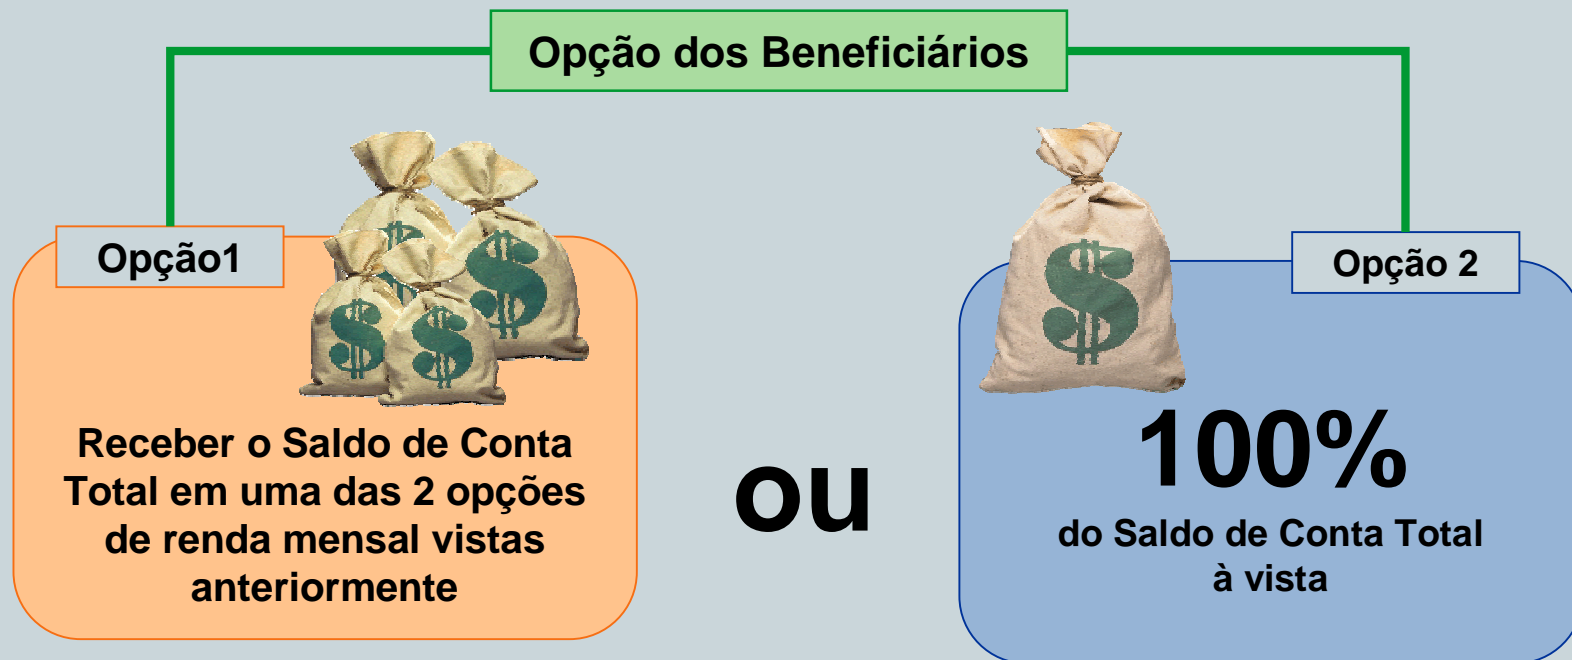 Opção dos Beneficiários
Opção1
Receber o Saldo de Conta
Total em uma das 2 opções
de renda mensal vistas
anteriormente
ou
Opção 2
100%
do Saldo de Conta Total
à vista
$
$
$
$
$